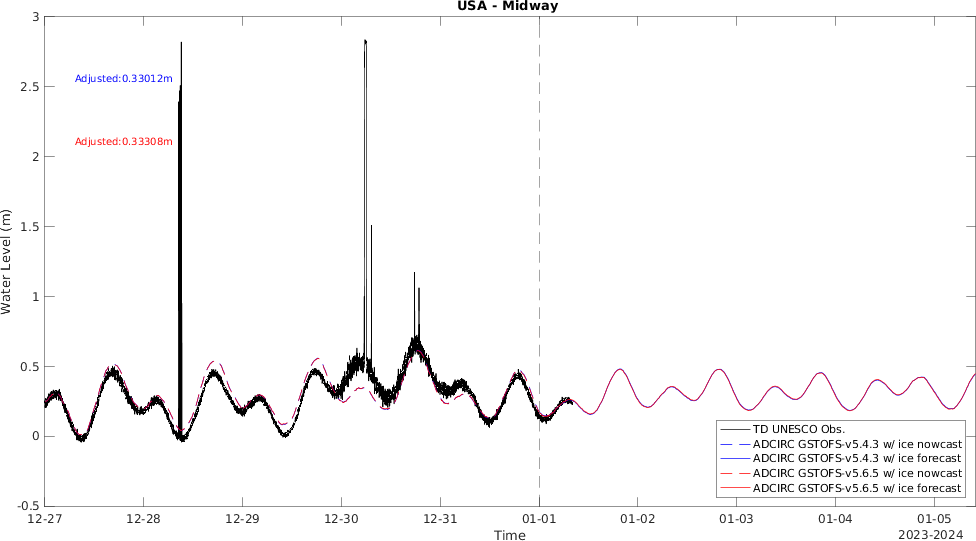 USA - Midway
3
2.5
2
1.5
1
0.5
0
-0.5
Water Level (m)
Adjusted:0.33012m
Adjusted:0.33308m
TD UNESCO Obs.
ADCIRC GSTOFS-v5.4.3 w/ ice nowcast
ADCIRC GSTOFS-v5.4.3 w/ ice forecast
ADCIRC GSTOFS-v5.6.5 w/ ice nowcast
ADCIRC GSTOFS-v5.6.5 w/ ice forecast
12-27 12-28 12-29 12-30 12-31 01-01 01-02 01-03 01-04 01-05
Time
2023-2024